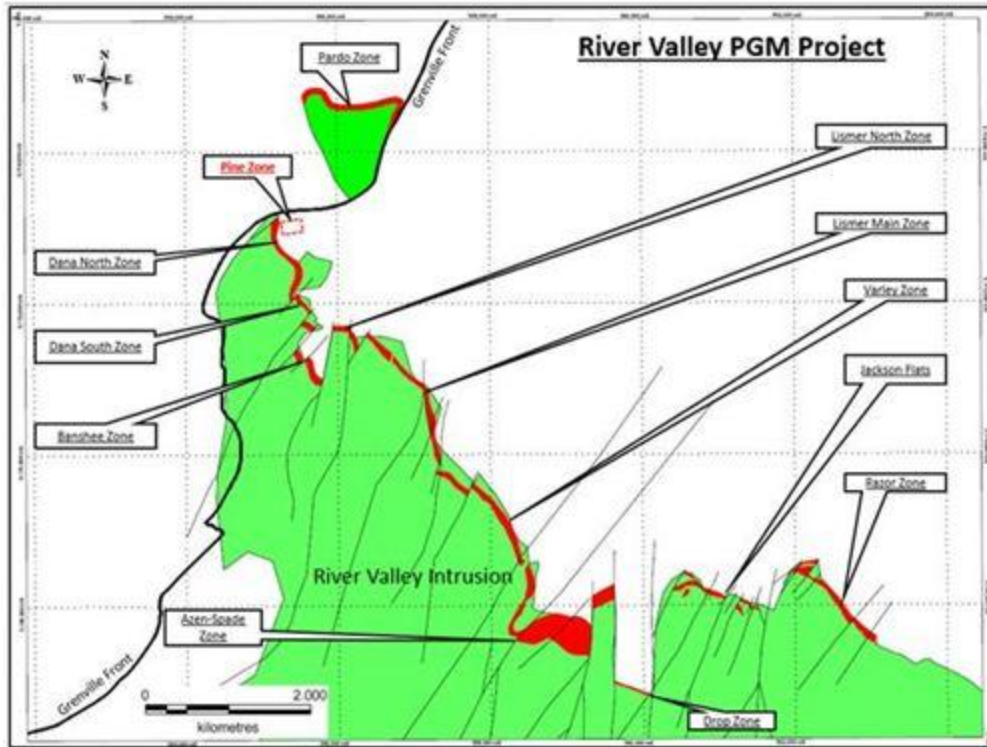 River Valley PGM Project
N
W E
S
Pardo Zone
Grenville Front
Lismer North Zone
Pine Zone
Lismer Main Zone
Dana North Zone
Varley Zone
Dana South Zone
Jackson Flats
Banshee Zone
Razor Zone
River Valley Intrusion
Azen-Spade
Zone
Grenville Front
0 2.000
kilometres
Drop Zone